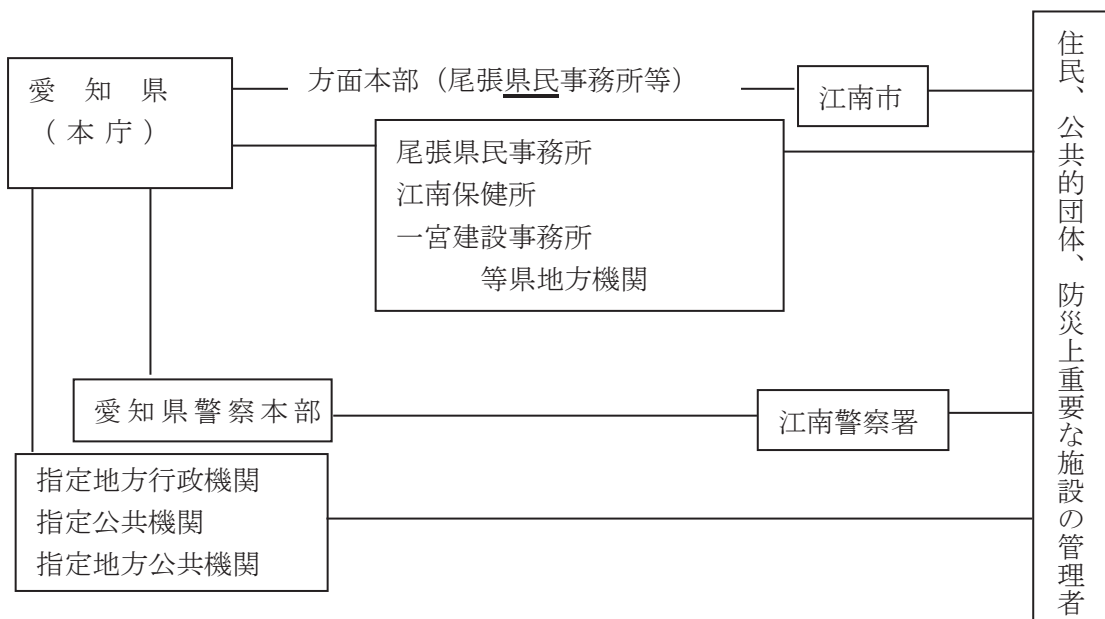 愛 知 県
（ 本 庁 ）
方面本部（尾張県民事務所等）
江南市
尾張県民事務所
江南保健所
一宮建設事務所
等県地方機関
愛知県警察本部
江南警察署
指定地方行政機関
指定公共機関
指定地方公共機関
住民、公共的団体、防災上重要な施設の管理者